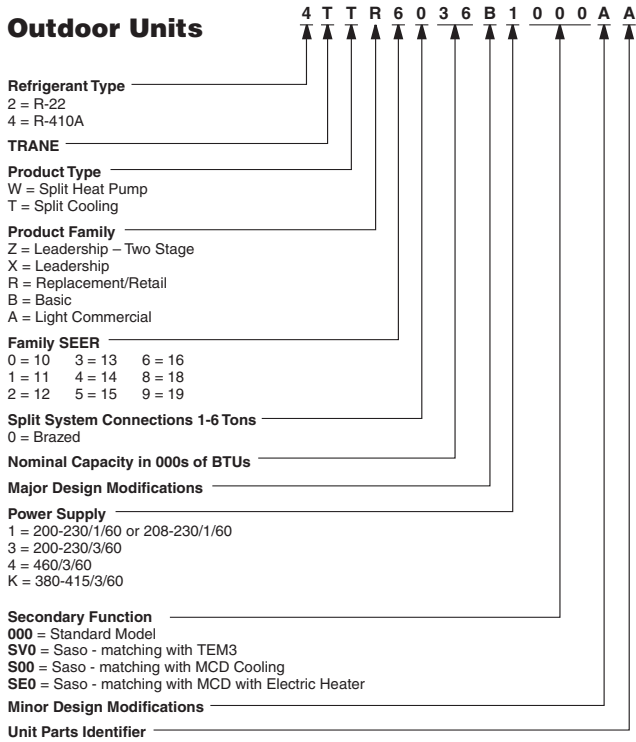 Outdoor Units
4 T T R 6 0 3 6 B 1 0 0 0 A A
Refrigerant Type
2 = R-22
4 = R-410A
TRANE
Product Type
W = Split Heat Pump
T = Split Cooling
Product Family
Z = Leadership – Two Stage
X = Leadership
R = Replacement/Retail
B = Basic
A = Light Commercial
Family SEER
0 = 10 3 = 13 6 = 16
1 = 11 4 = 14 8 = 18
2 = 12 5 = 15 9 = 19
Split System Connections 1-6 Tons
0 = Brazed
Nominal Capacity in 000s of BTUs
Major Design Modifications
Power Supply
1 = 200-230/1/60 or 208-230/1/60
3 = 200-230/3/60
4 = 460/3/60
K = 380-415/3/60
Secondary Function
000 = Standard Model
SV0 = Saso - matching with TEM3
S00 = Saso - matching with MCD Cooling
SE0 = Saso - matching with MCD with Electric Heater
Minor Design Modifications
Unit Parts Identifier